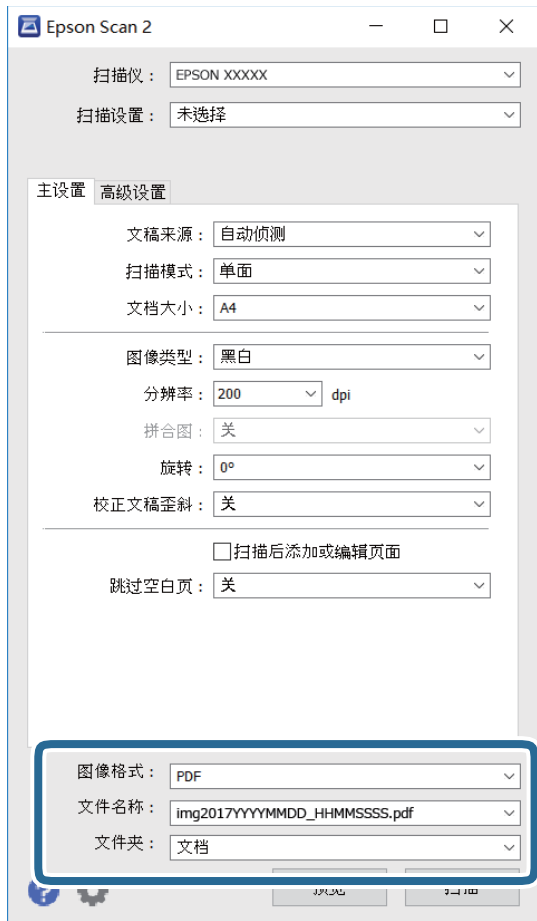 Epson Scan 2
扫描仪： EPSON XXXXX
扫描设置： 未选择
主设置 高级设置
文稿来源： 自动侦测
扫描模式： 单面
文档大小： A4
图像类型： 黑白
分辨率： 200 dpi
拼合图： 关
旋转： 0°
校正文稿歪斜： 关
扫描后添加或编辑页面
跳过空白页： 关
图像格式： PDF
文件名称： img2017YYYYMMDD_HHMMSSSS.pdf
文件夹： 文档
? 预览 扫描